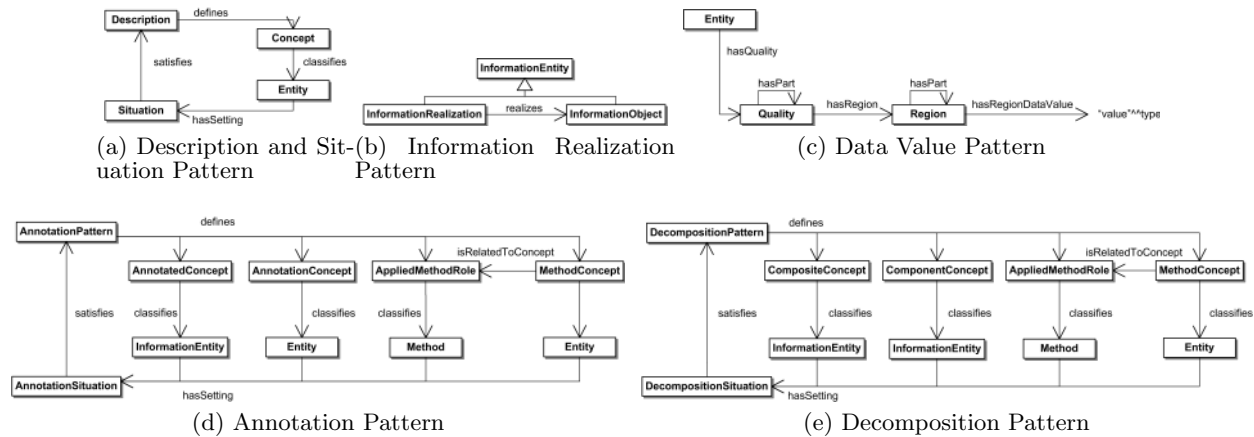 Description
defines
Concept
satisfies
classifies
Entity
Situation
hasSetting
(a) Description and Sit-
uation Pattern
InformationEntity
InformationRealization
realizes
InformationObject
(b) Information Realization
Pattern
Entity
hasQuality
hasPart
hasPart
Quality
hasRegion
Region
hasRegionDataValue
"value"^^type
(c) Data Value Pattern
AnnotationPattern
defines
isRelatedToConcept
AnnotatedConcept
AnnotationConcept
AppliedMethodRole
MethodConcept
satisfies
classifies
classifies
classifies
classifies
InformationEntity
Entity
Method
Entity
AnnotationSituation
hasSetting
(d) Annotation Pattern
DecompositionPattern
defines
isRelatedToConcept
CompositeConcept
ComponentConcept
AppliedMethodRole
MethodConcept
satisfies
classifies
classifies
classifies
classifies
InformationEntity
InformationEntity
Method
Entity
DecompositionSituation
hasSetting
(e) Decomposition Pattern